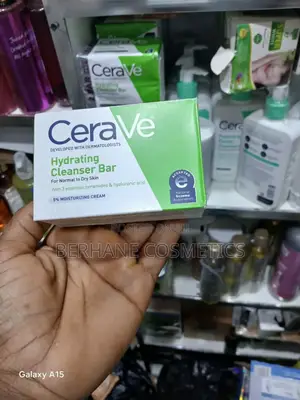 CeraVe
DEVELOPED WITH DERMATOLOGISTS
Hydrating
Cleanser Bar
For Normal to Dry Skin
with 3 essential ceramides & hyaluronic acid
5% MOISTURIZING CREAM
BERHANE COSMETICS
CeraVe
Galaxy A15